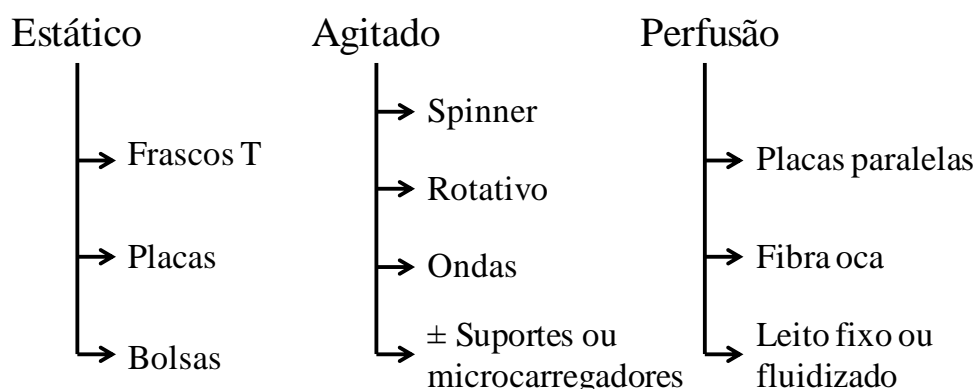 Estático
Frascos T
Placas
Bolsas
Agitado
Spinner
Rotativo
Ondas
± Suportes ou
microcarregadores
Perfusão
Placas paralelas
Fibra oca
Leito fixo ou
fluidizado